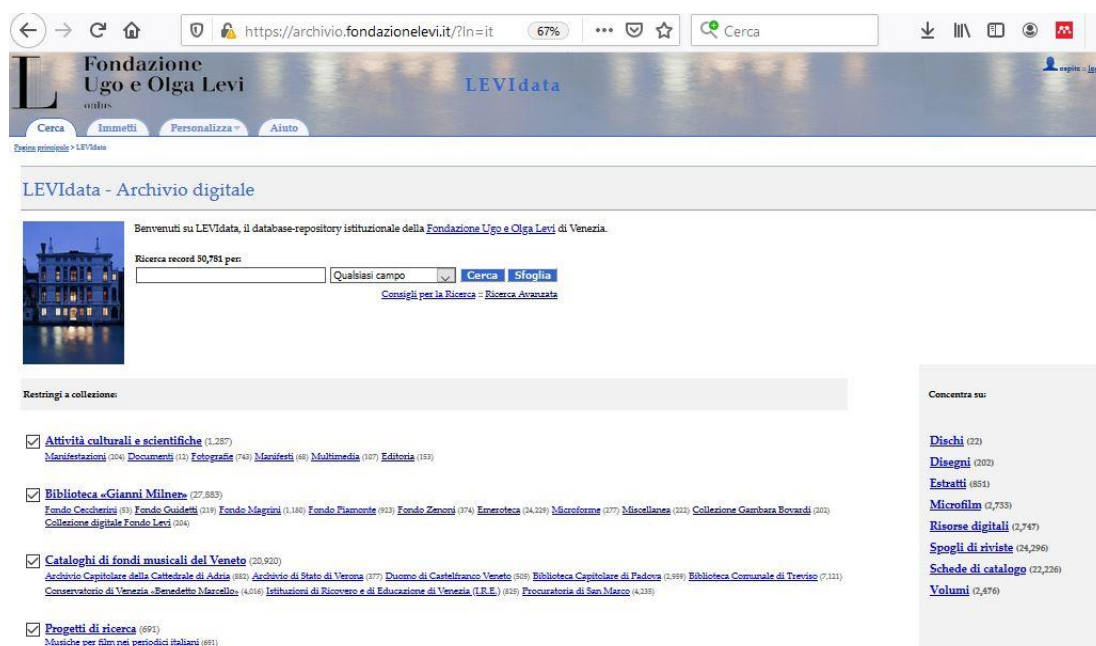 https://archivio.fondazionelevi.it/?ln=it
67%
Cerca
Fondazione
Ugo e Olga Levi
onlus
LEVIdata
ospite ::
Cerca
Immetti
Personalizza
Aiuto
Pagina principale > LEVIdata
LEVIdata - Archivio digitale
Benvenuti su LEVIdata, il database-repository istituzionale della Fondazione Ugo e Olga Levi di Venezia.
Ricerca record 50,781 per:
Qualsiasi campo
Cerca
Sfoglia
Consigli per la Ricerca :: Ricerca Avanzata
Restringi a collezione:
Attività culturali e scientifiche (1,287)
Manifestazioni (204) Documenti (12) Fotografie (743) Manifesti (68) Multimedia (107) Editoria (153)
Biblioteca «Gianni Milner» (27,883)
Fondo Ceccherini (53) Fondo Guidetti (219) Fondo Magrini (1,180) Fondo Piamonte (923) Fondo Zenoni (374) Emeroteca (24,229) Microforme (277) Miscellanea (222) Collezione Gambara Bovardi (202)
Collezione digitale Fondo Levi (204)
Cataloghi di fondi musicali del Veneto (20,920)
Archivio Capitolare della Cattedrale di Adria (882) Archivio di Stato di Verona (377) Duomo di Castelfranco Veneto (505) Biblioteca Capitolare di Padova (2,959) Biblioteca Comunale di Treviso (7,121)
Conservatorio di Venezia «Benedetto Marcello» (4,016) Istituzioni di Ricovero e di Educazione di Venezia (I.R.E.) (825) Procuratoria di San Marco (4,235)
Progetti di ricerca (691)
Musiche per film nei periodici italiani (691)
Concentra su:
Dischi (22)
Disegni (202)
Estratti (851)
Microfilm (2,733)
Risorse digitali (2,747)
Spogli di riviste (24,296)
Schede di catalogo (22,226)
Volumi (2,476)